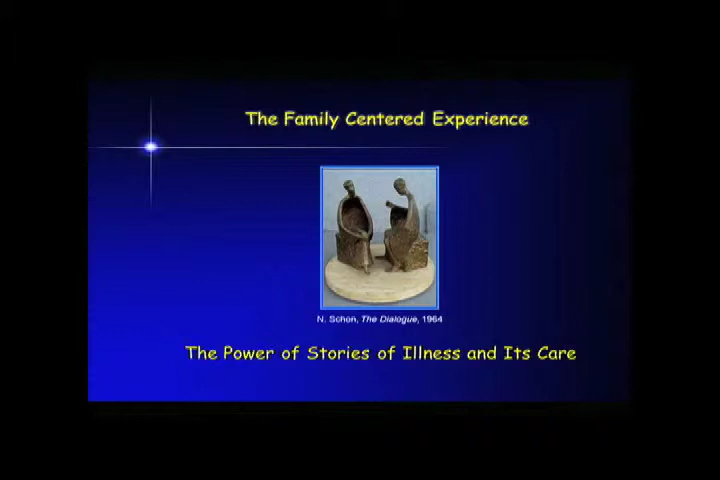 The Family Centered Experience
N. Schon, The Dialogue, 1964
The Power of Stories of Illness and Its Care